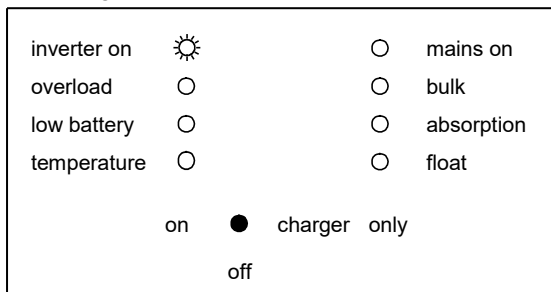 inverter on mains on
overload bulk
low battery absorption
temperature float
on charger only
off